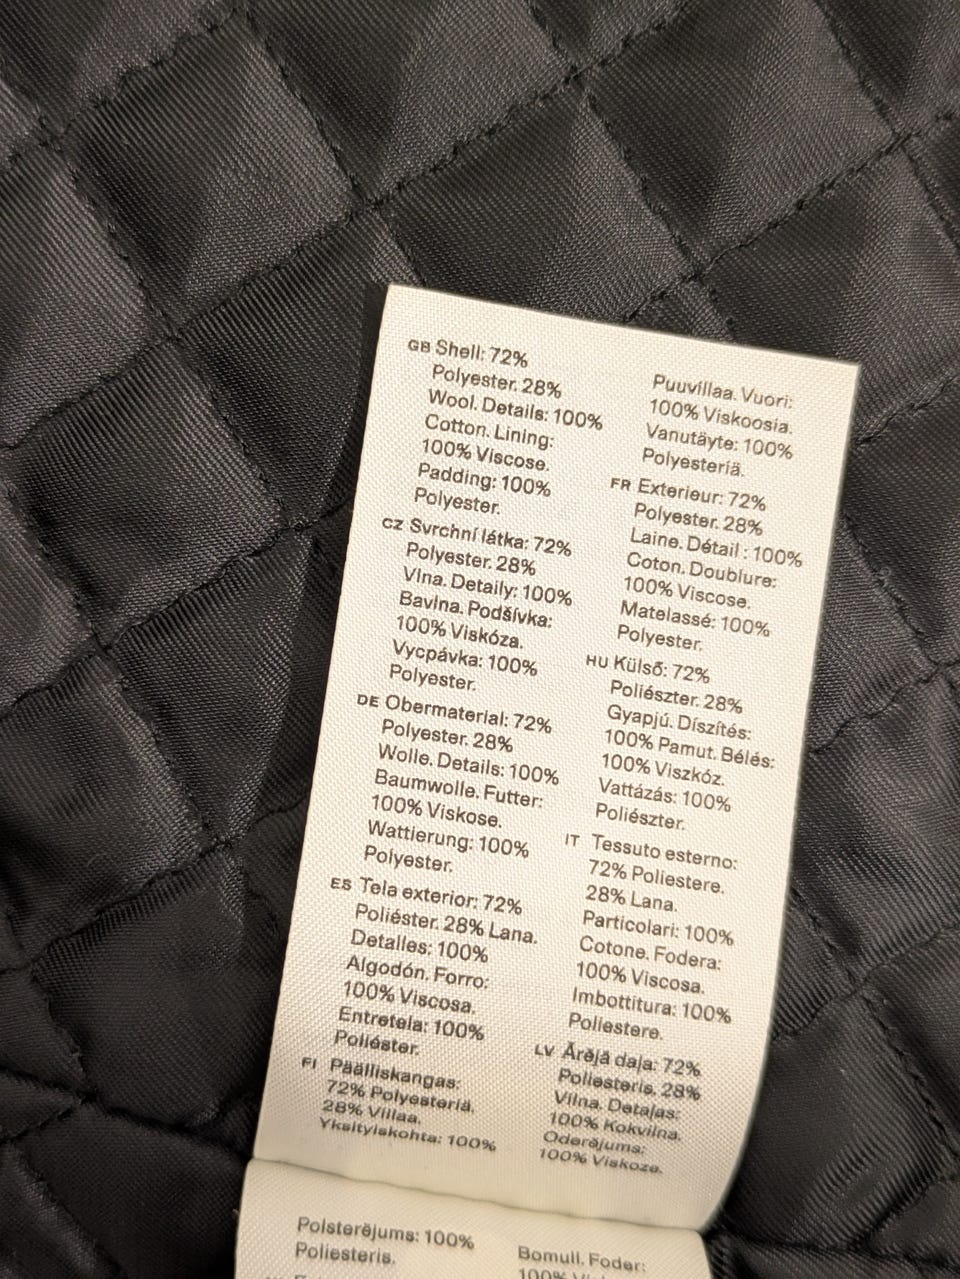 GB Shell: 72%
Polyester. 28%
Wool. Details: 100%
Cotton. Lining:
100% Viscose.
Padding: 100%
Polyester.
CZ Svrchní látka: 72%
Polyester. 28%
Vlna. Detaily: 100%
Bavlna. Podšívka:
100% Viskóza.
Vycpávka: 100%
Polyester.
DE Obermaterial: 72%
Polyester. 28%
Wolle. Details: 100%
Baumwolle. Futter:
100% Viskose.
Wattierung: 100%
Polyester.
ES Tela exterior: 72%
Poliéster. 28% Lana.
Detalles: 100%
Algodón. Forro:
100% Viscosa.
Entretela: 100%
Poliéster.
FI Päälliskangas:
72% Polyesteriä.
28% Villaa.
Yksityiskohta: 100%
Puuvillaa. Vuori:
100% Viskoosia.
Vanutäyte: 100%
Polyesteriä.
FR Exterieur: 72%
Polyester. 28%
Laine. Détail : 100%
Coton. Doublure:
100% Viscose.
Matelassé: 100%
Polyester.
HU Külső: 72%
Poliészter. 28%
Gyapjú. Díszítés:
100% Pamut. Bélés:
100% Viszkóz.
Vattázás: 100%
Poliészter.
IT Tessuto esterno:
72% Poliestere.
28% Lana.
Particolari: 100%
Cotone. Fodera:
100% Viscosa.
Imbottitura: 100%
Poliestere.
LV Ārējā daļa: 72%
Poliesteris. 28%
Vilna. Detaļas:
100% Kokvilna.
Oderējums:
100% Viskoze.
Polsterējums: 100%
Poliesteris.
Bomull. Foder:
100%